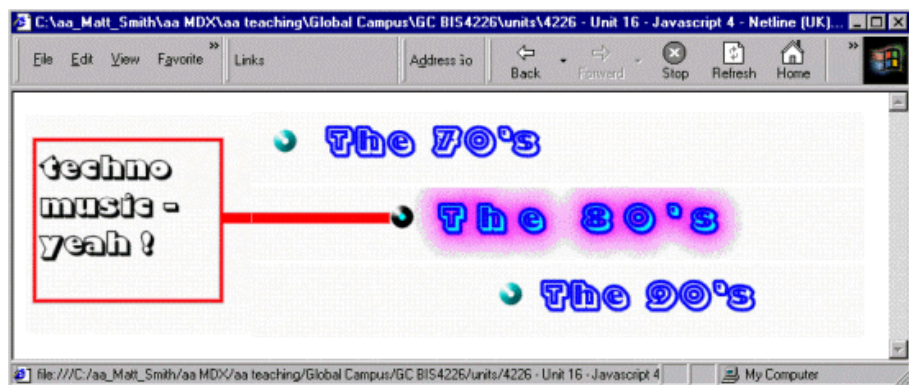 C:\aa_Matt_Smith\aa MDX\aa teaching\Global Campus\GC BIS4226\units\4226 - Unit 16 - Javascript 4 - Netline (UK)...
File Edit View Favorite » Links Address Go Back Forward Stop Refresh Home »
The 70's
techno
music -
yeah !
The 80's
The 90's
file:///C:/aa_Matt_Smith/aa MDX/aa teaching/Global Campus/GC BIS4226/units/4226 - Unit 16 - Javascript 4 My Computer